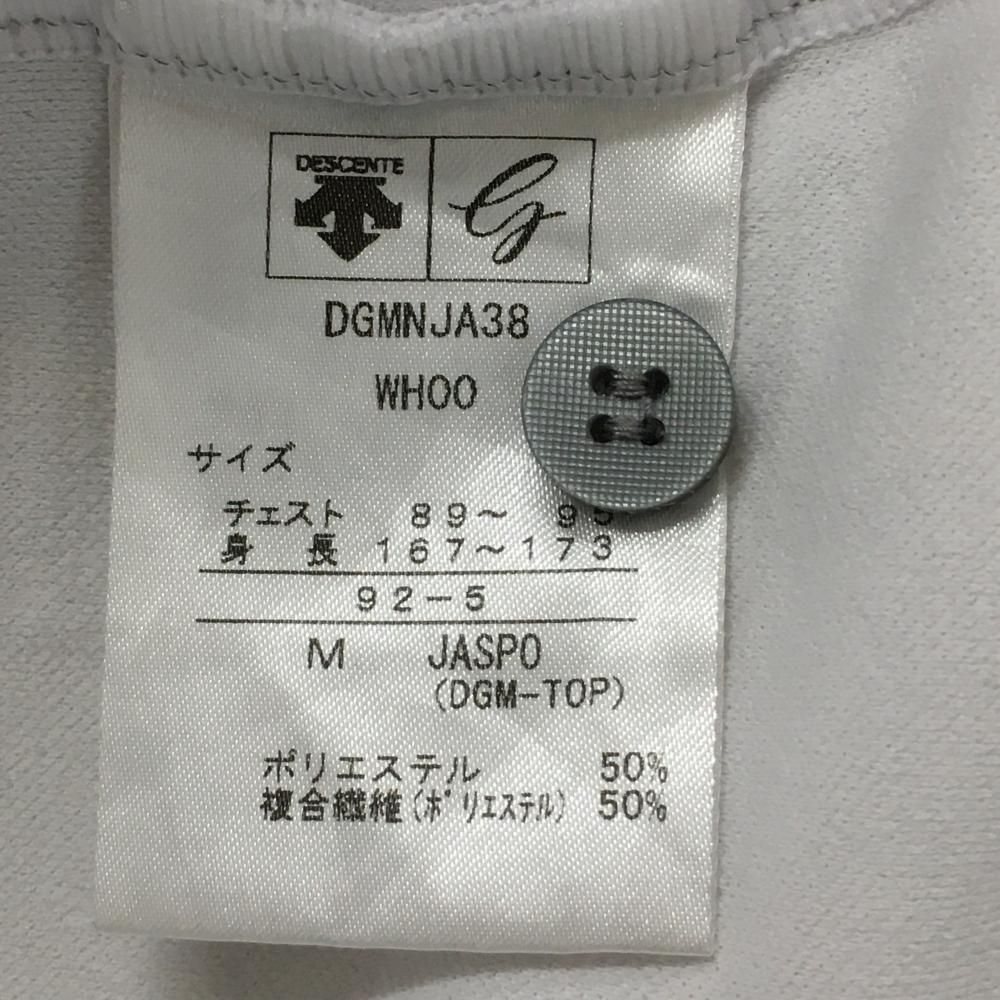 DESCENTE
DGMNJA38
WH00
サイズ
チェスト 89～ 95
身 長 167～173
92-5
M JASPO
(DGM-TOP)
ポリエステル 50%
複合繊維(ポリエステル) 50%